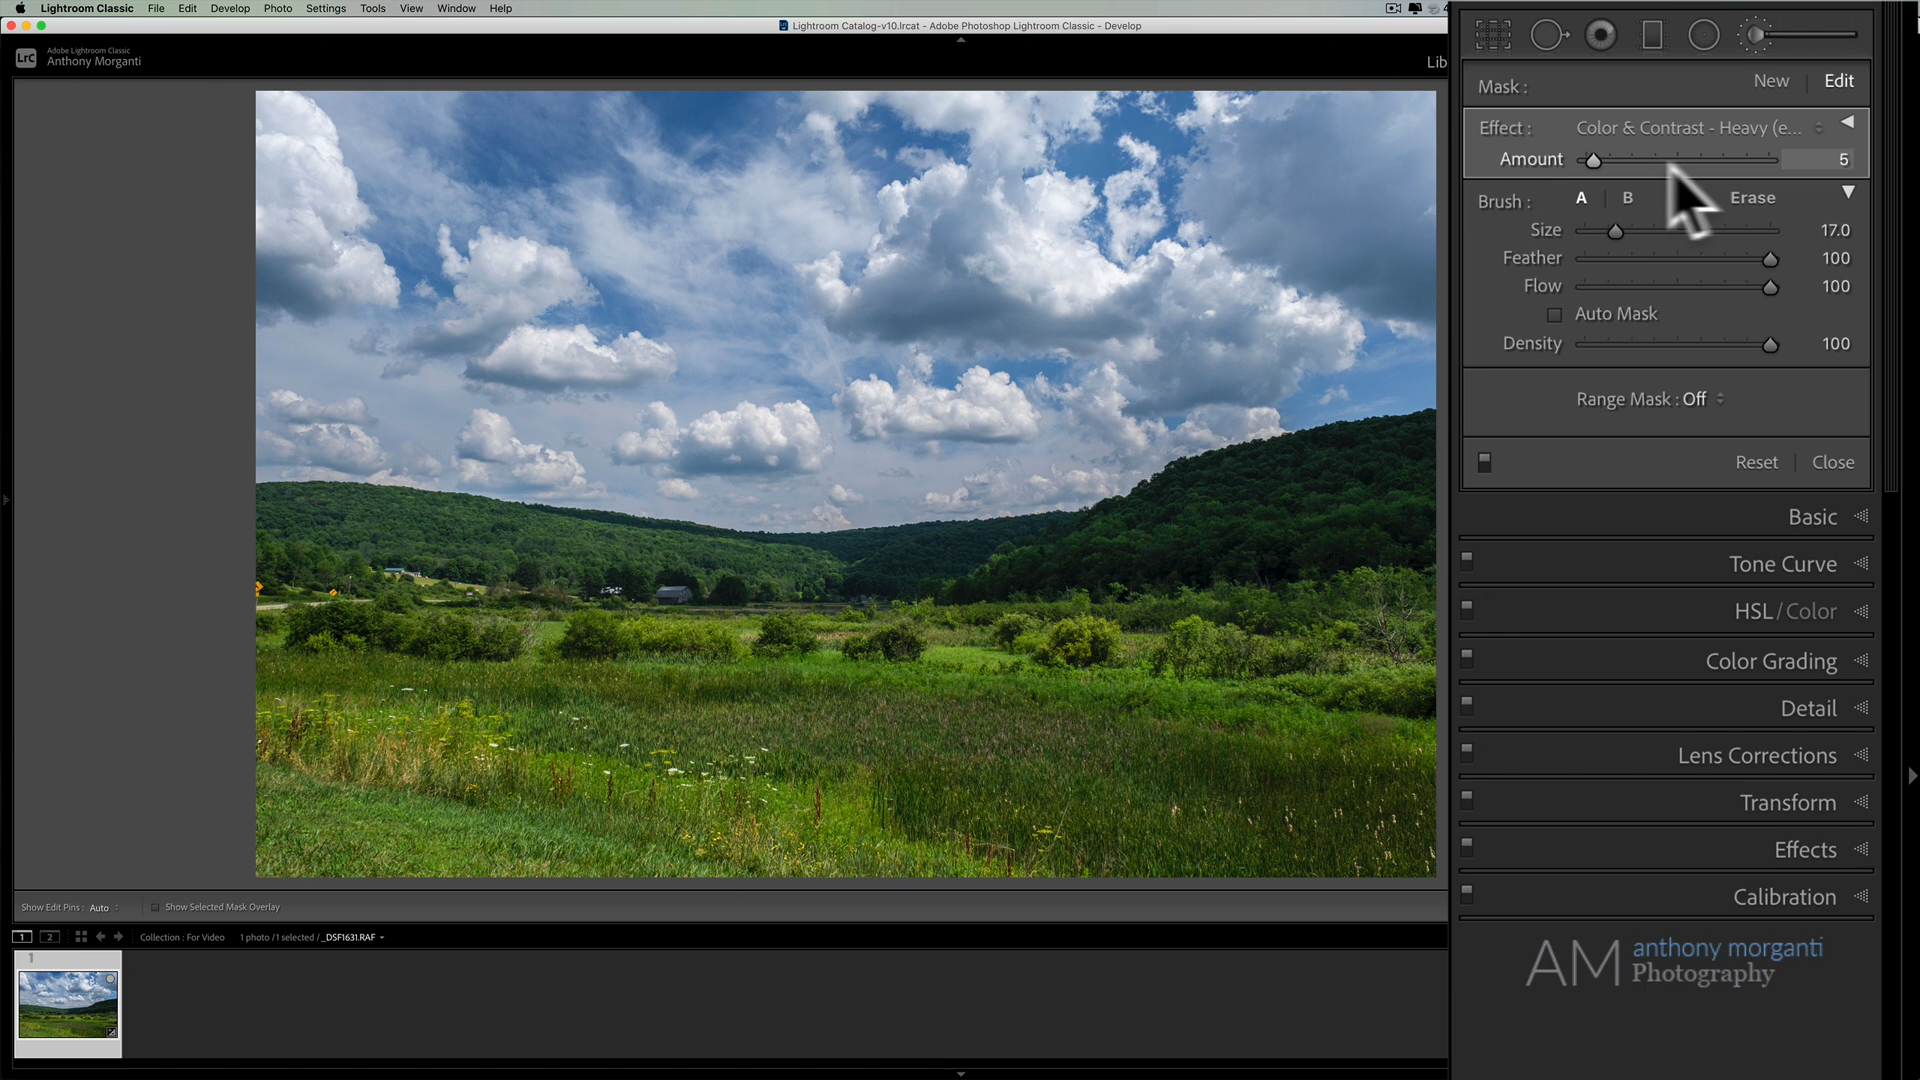 Lightroom Classic File Edit Develop Photo Settings Tools View Window Help
Lightroom Catalog-v10.lrcat - Adobe Photoshop Lightroom Classic - Develop
LrC
Adobe Lightroom Classic
Anthony Morganti
Lib
Mask : New Edit
Effect : Color & Contrast - Heavy (e...
Amount 5
Brush : A B Erase
Size 17.0
Feather 100
Flow 100
Auto Mask
Density 100
Range Mask : Off
Reset Close
Basic
Tone Curve
HSL / Color
Color Grading
Detail
Lens Corrections
Transform
Effects
Calibration
Show Edit Pins : Auto Show Selected Mask Overlay
1 2 Collection : For Video 1 photo / 1 selected / _DSF1631.RAF
1
AM anthony morganti
Photography